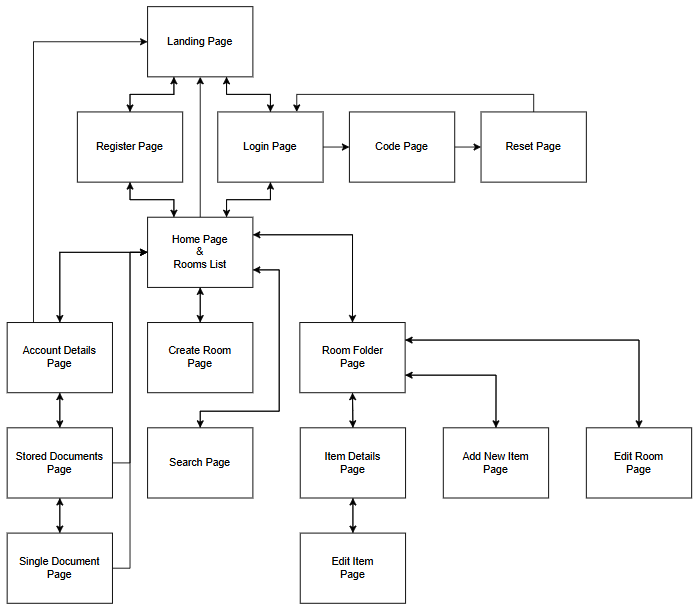 Landing Page
Register Page
Login Page
Code Page
Reset Page
Home Page
&
Rooms List
Account Details
Page
Create Room
Page
Room Folder
Page
Stored Documents
Page
Search Page
Item Details
Page
Add New Item
Page
Edit Room
Page
Single Document
Page
Edit Item
Page